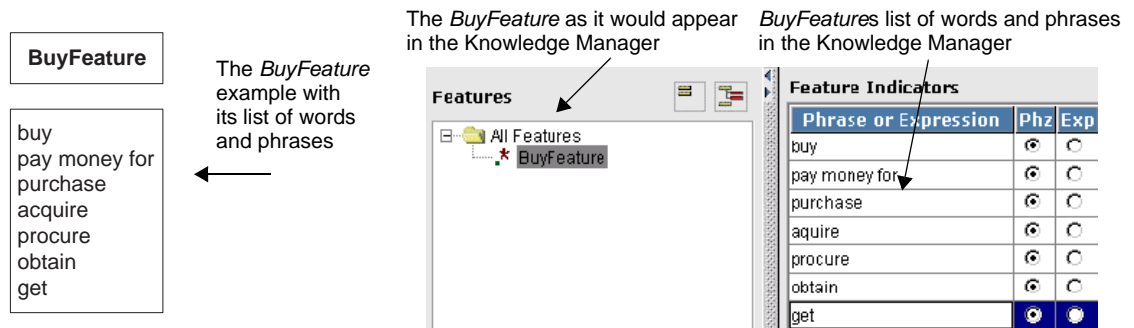 BuyFeature
buy
pay money for
purchase
acquire
procure
obtain
get
The BuyFeature
example with
its list of words
and phrases
The BuyFeature as it would appear
in the Knowledge Manager
Features
All Features
BuyFeature
BuyFeatures list of words and phrases
in the Knowledge Manager
Feature Indicators
Phrase or Expression Phz Exp
buy
pay money for
purchase
aquire
procure
obtain
get